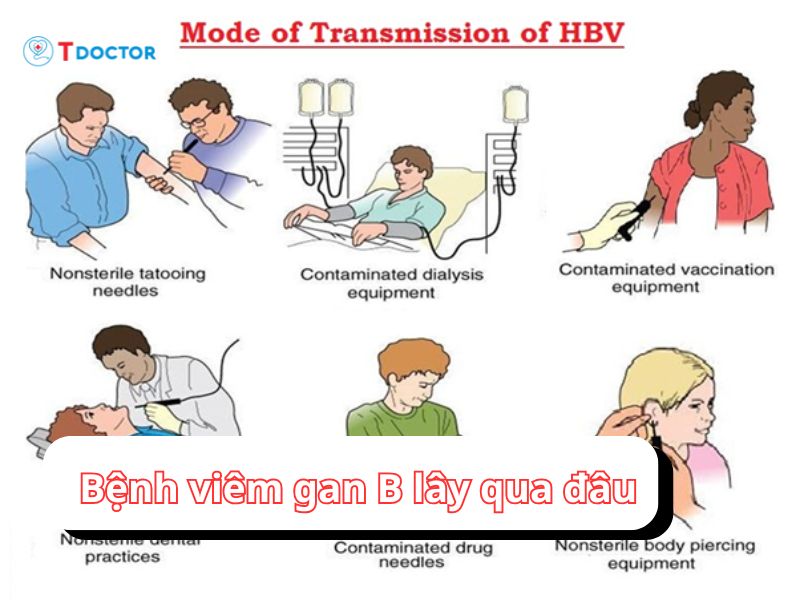 Mode of Transmission of HBV
TDOCTOR
Nonsterile tattooing
needles
Contaminated dialysis
equipment
Contaminated vaccination
equipment
Bệnh viêm gan B lây qua đâu
Nonsterile dental
practices
Contaminated drug
needles
Nonsterile body piercing
equipment